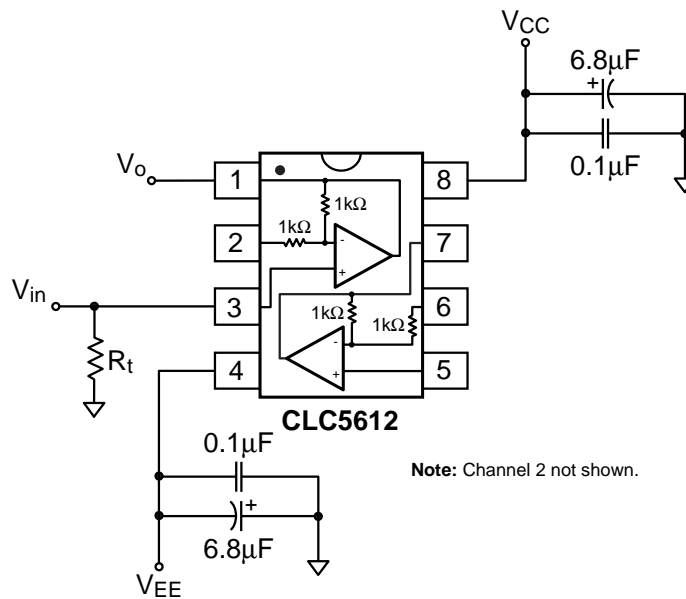 VCC
6.8µF
+
0.1µF
Vo
1
8
1kΩ
1kΩ
2
-
7
+
Vin
3
6
1kΩ
1kΩ
Rt
-
4
+
5
CLC5612
0.1µF
Note: Channel 2 not shown.
+
6.8µF
VEE